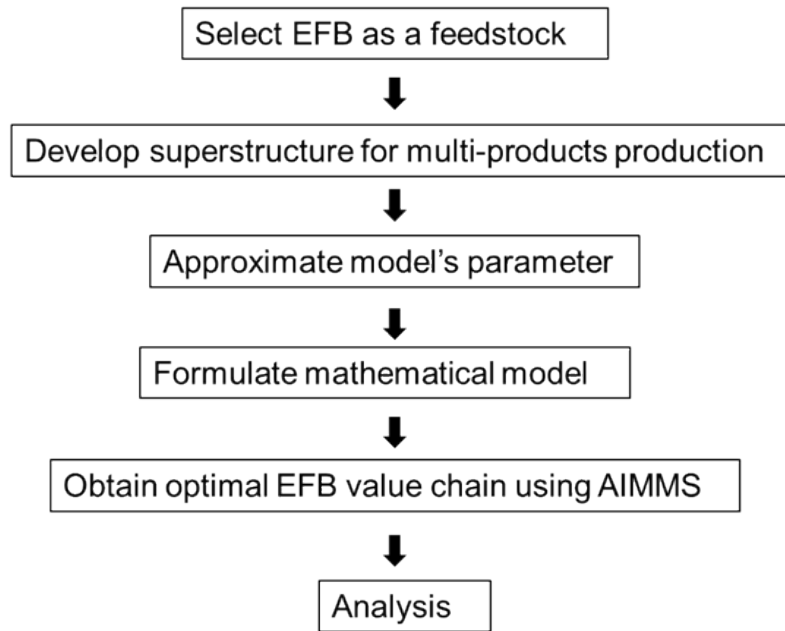 Select EFB as a feedstock
Develop superstructure for multi-products production
Approximate model’s parameter
Formulate mathematical model
Obtain optimal EFB value chain using AIMMS
Analysis